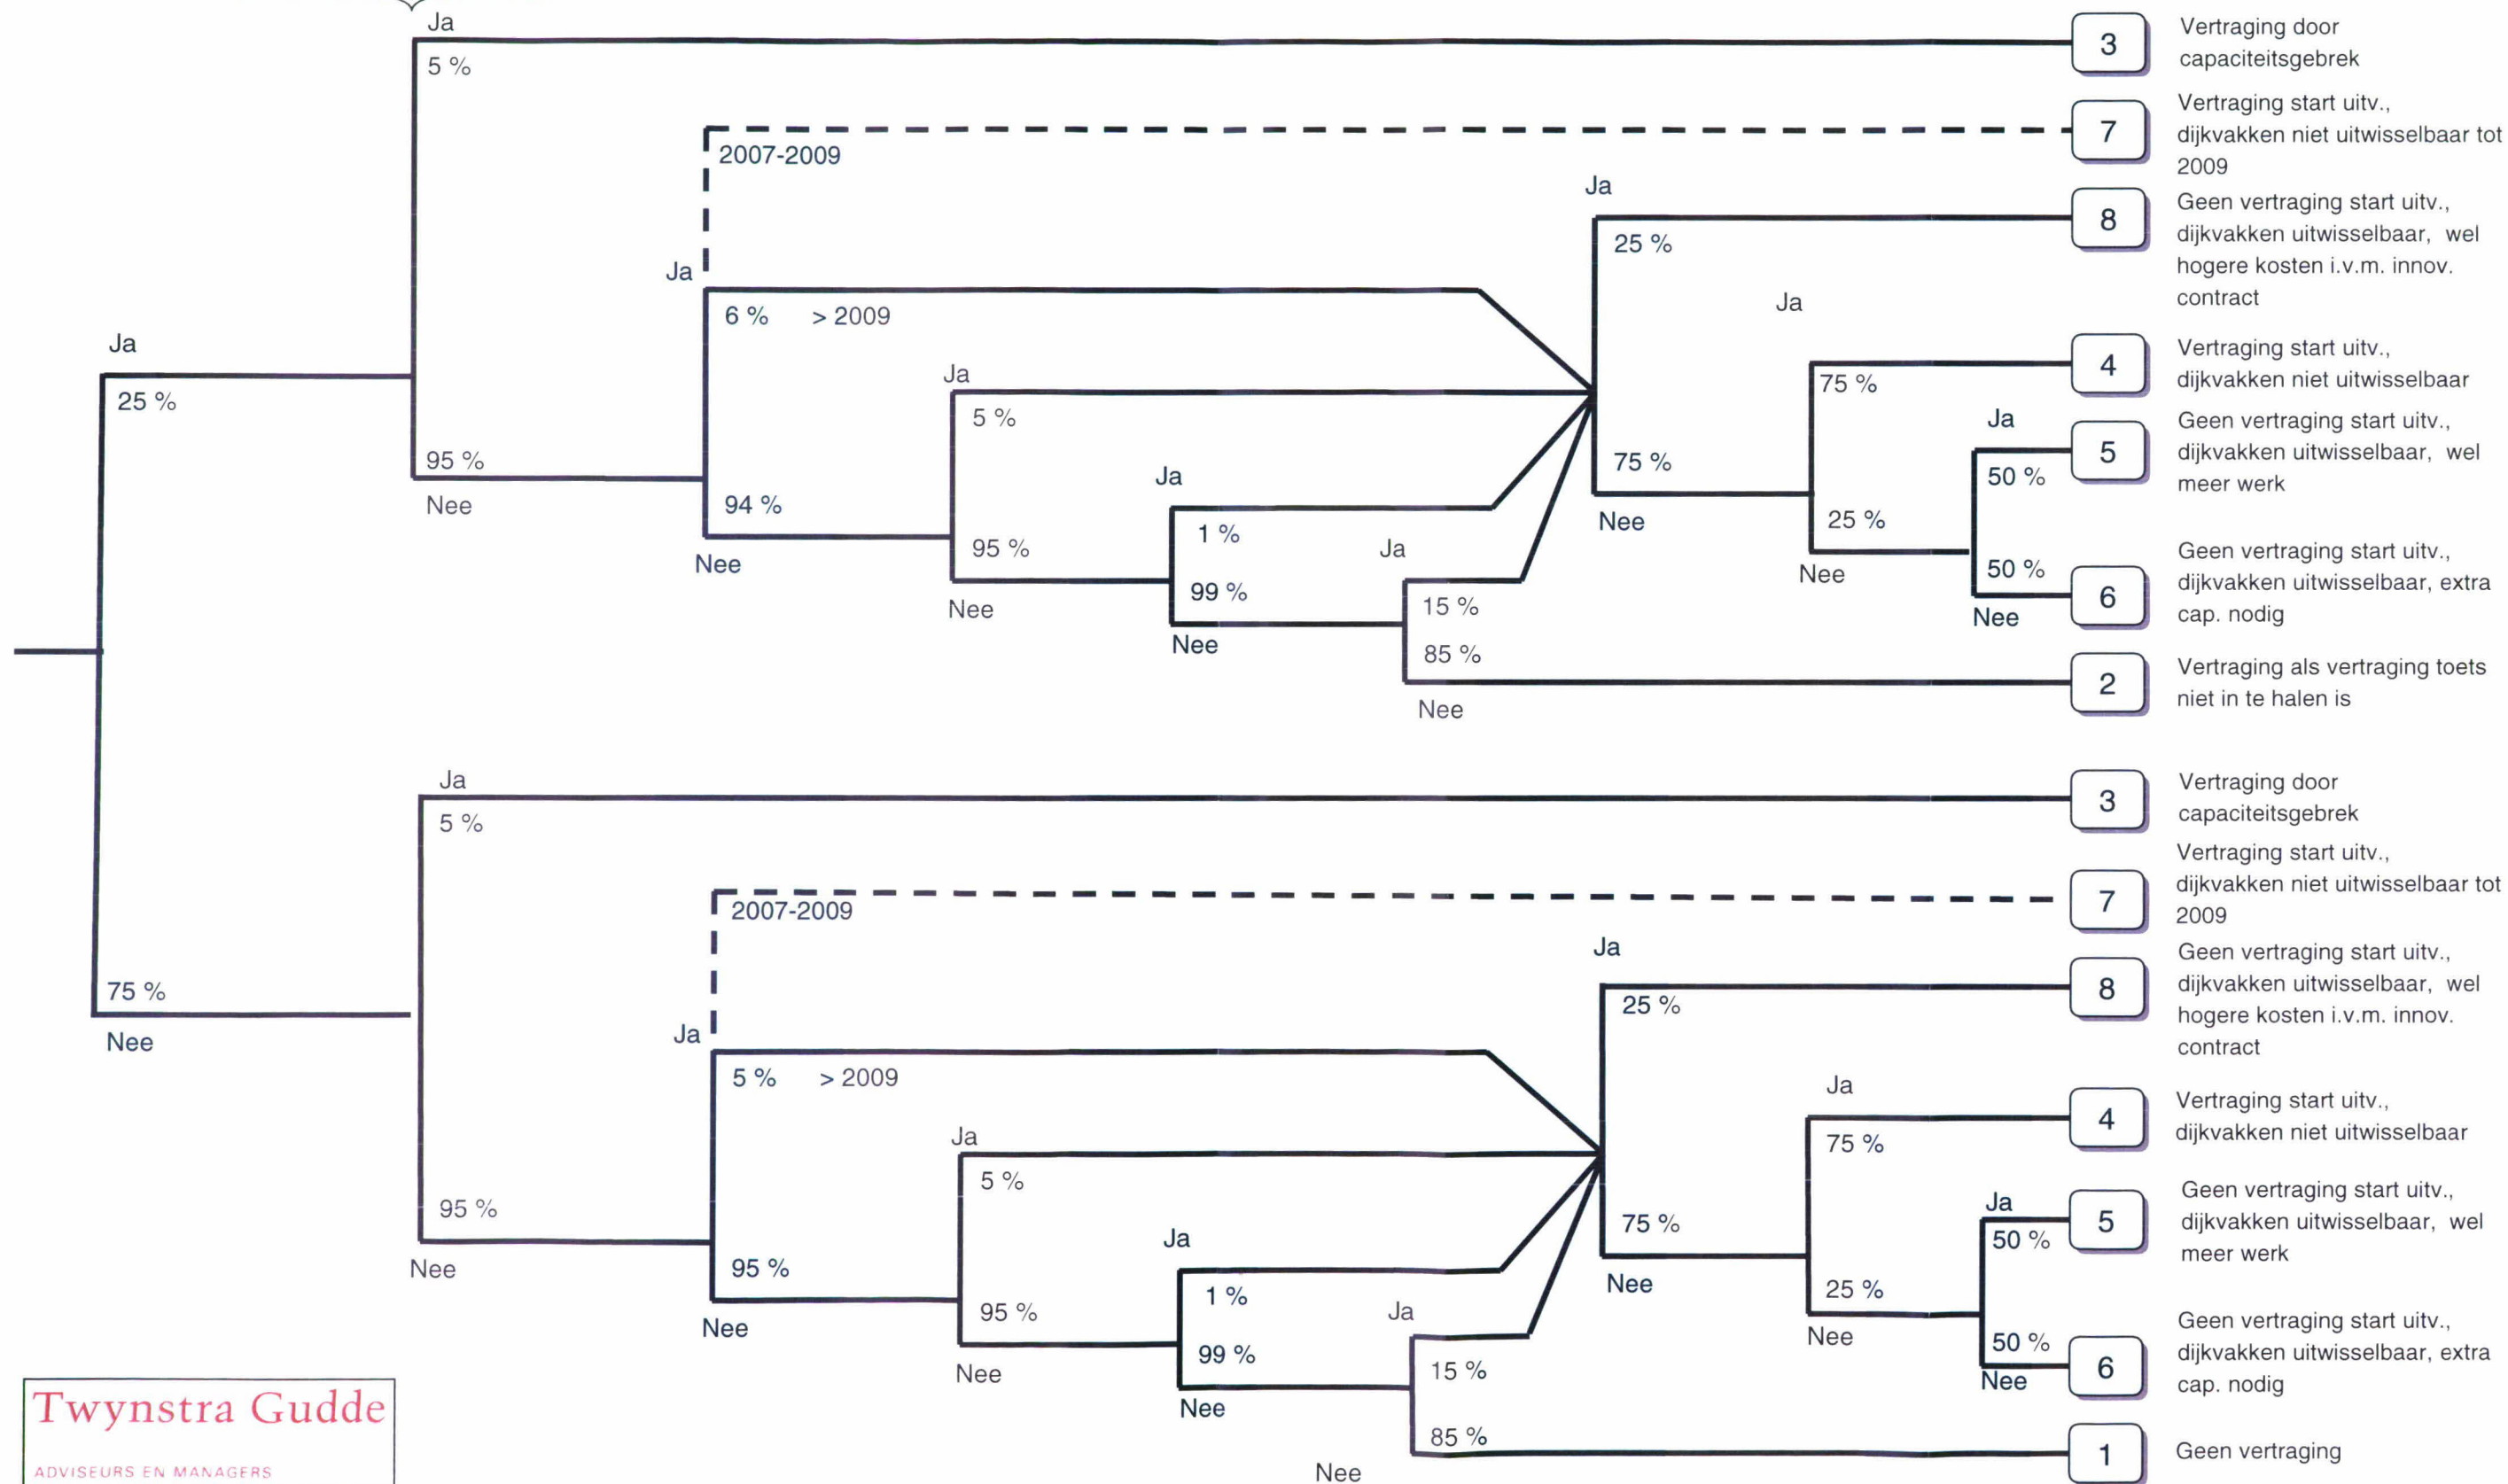 Ja
5 %
3
Vertraging door
capaciteitsgebrek
2007-2009
7
Vertraging start uitv.,
dijkvakken niet uitwisselbaar tot
2009
Ja
25 %
8
Geen vertraging start uitv.,
dijkvakken uitwisselbaar, wel
hogere kosten i.v.m. innov.
contract
Ja
6 % > 2009
Ja
25 %
Ja
75 %
4
Vertraging start uitv.,
dijkvakken niet uitwisselbaar
Ja
5 %
Ja
50 %
5
Geen vertraging start uitv.,
dijkvakken uitwisselbaar, wel
meer werk
95 %
Nee
94 %
Nee
Ja
1 %
75 %
Nee
25 %
Nee
50 %
Nee
6
Geen vertraging start uitv.,
dijkvakken uitwisselbaar, extra
cap. nodig
95 %
Nee
99 %
Nee
Ja
15 %
85 %
Nee
2
Vertraging als vertraging toets
niet in te halen is
Ja
5 %
3
Vertraging door
capaciteitsgebrek
2007-2009
7
Vertraging start uitv.,
dijkvakken niet uitwisselbaar tot
2009
75 %
Nee
Ja
25 %
8
Geen vertraging start uitv.,
dijkvakken uitwisselbaar, wel
hogere kosten i.v.m. innov.
contract
Ja
5 % > 2009
Ja
75 %
4
Vertraging start uitv.,
dijkvakken niet uitwisselbaar
Ja
5 %
95 %
Nee
Ja
50 %
5
Geen vertraging start uitv.,
dijkvakken uitwisselbaar, wel
meer werk
95 %
Nee
Ja
1 %
75 %
Nee
25 %
Nee
50 %
Nee
6
Geen vertraging start uitv.,
dijkvakken uitwisselbaar, extra
cap. nodig
95 %
Nee
99 %
Nee
Ja
15 %
85 %
Nee
1
Geen vertraging
Twynstra Gudde
ADVISEURS EN MANAGERS